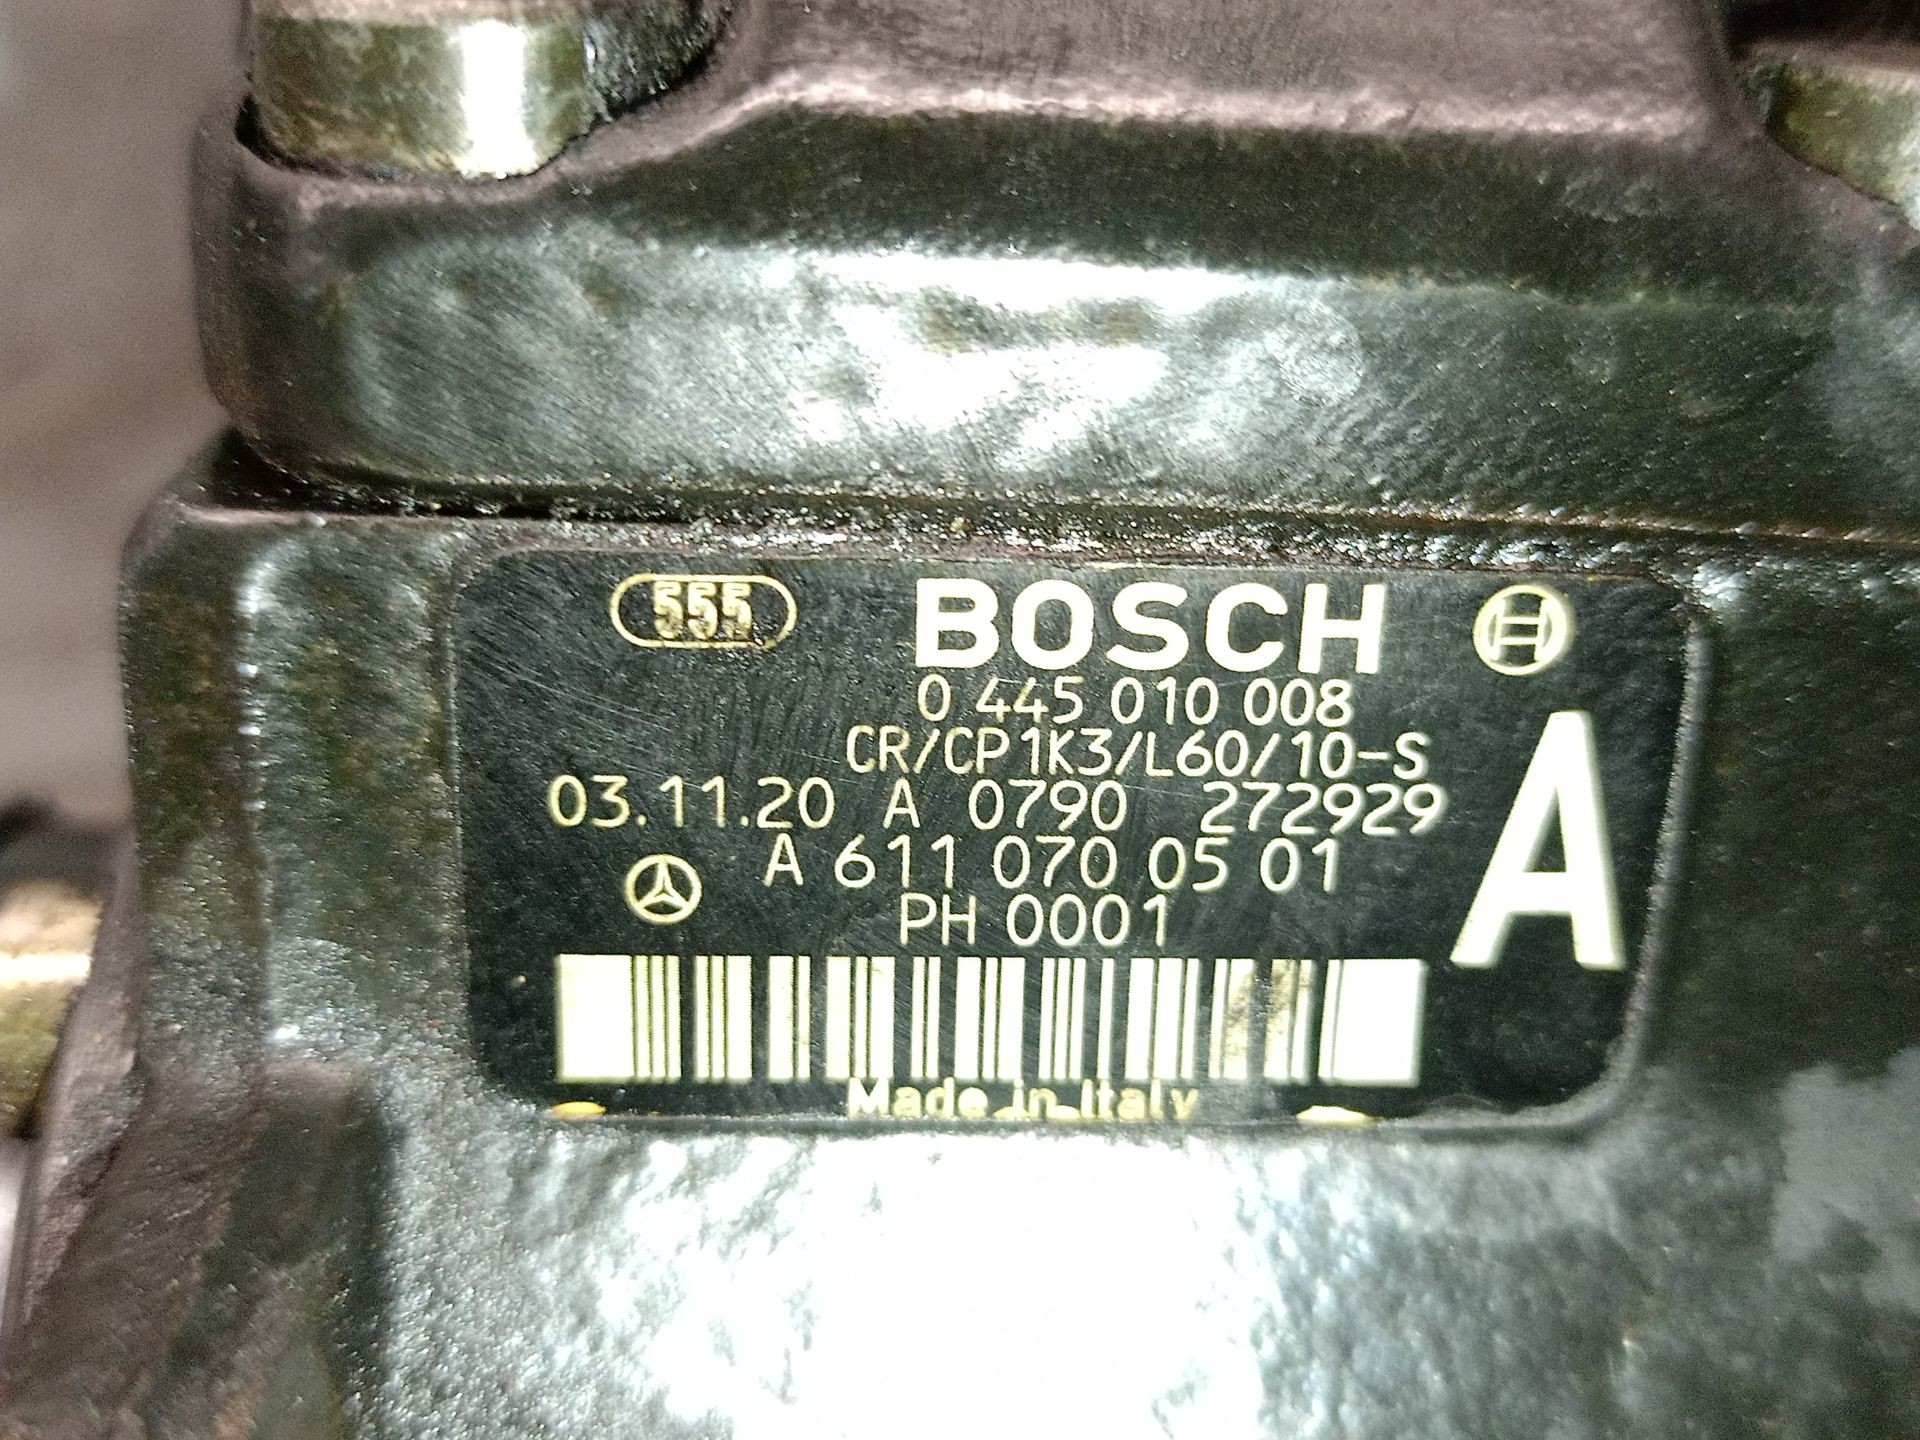 555 BOSCH
0 445 010 008
CR/CP1K3/L60/10-S
03.11.20 A 0790 272929
A 611 070 05 01
PH 0001
A
Made in Italy